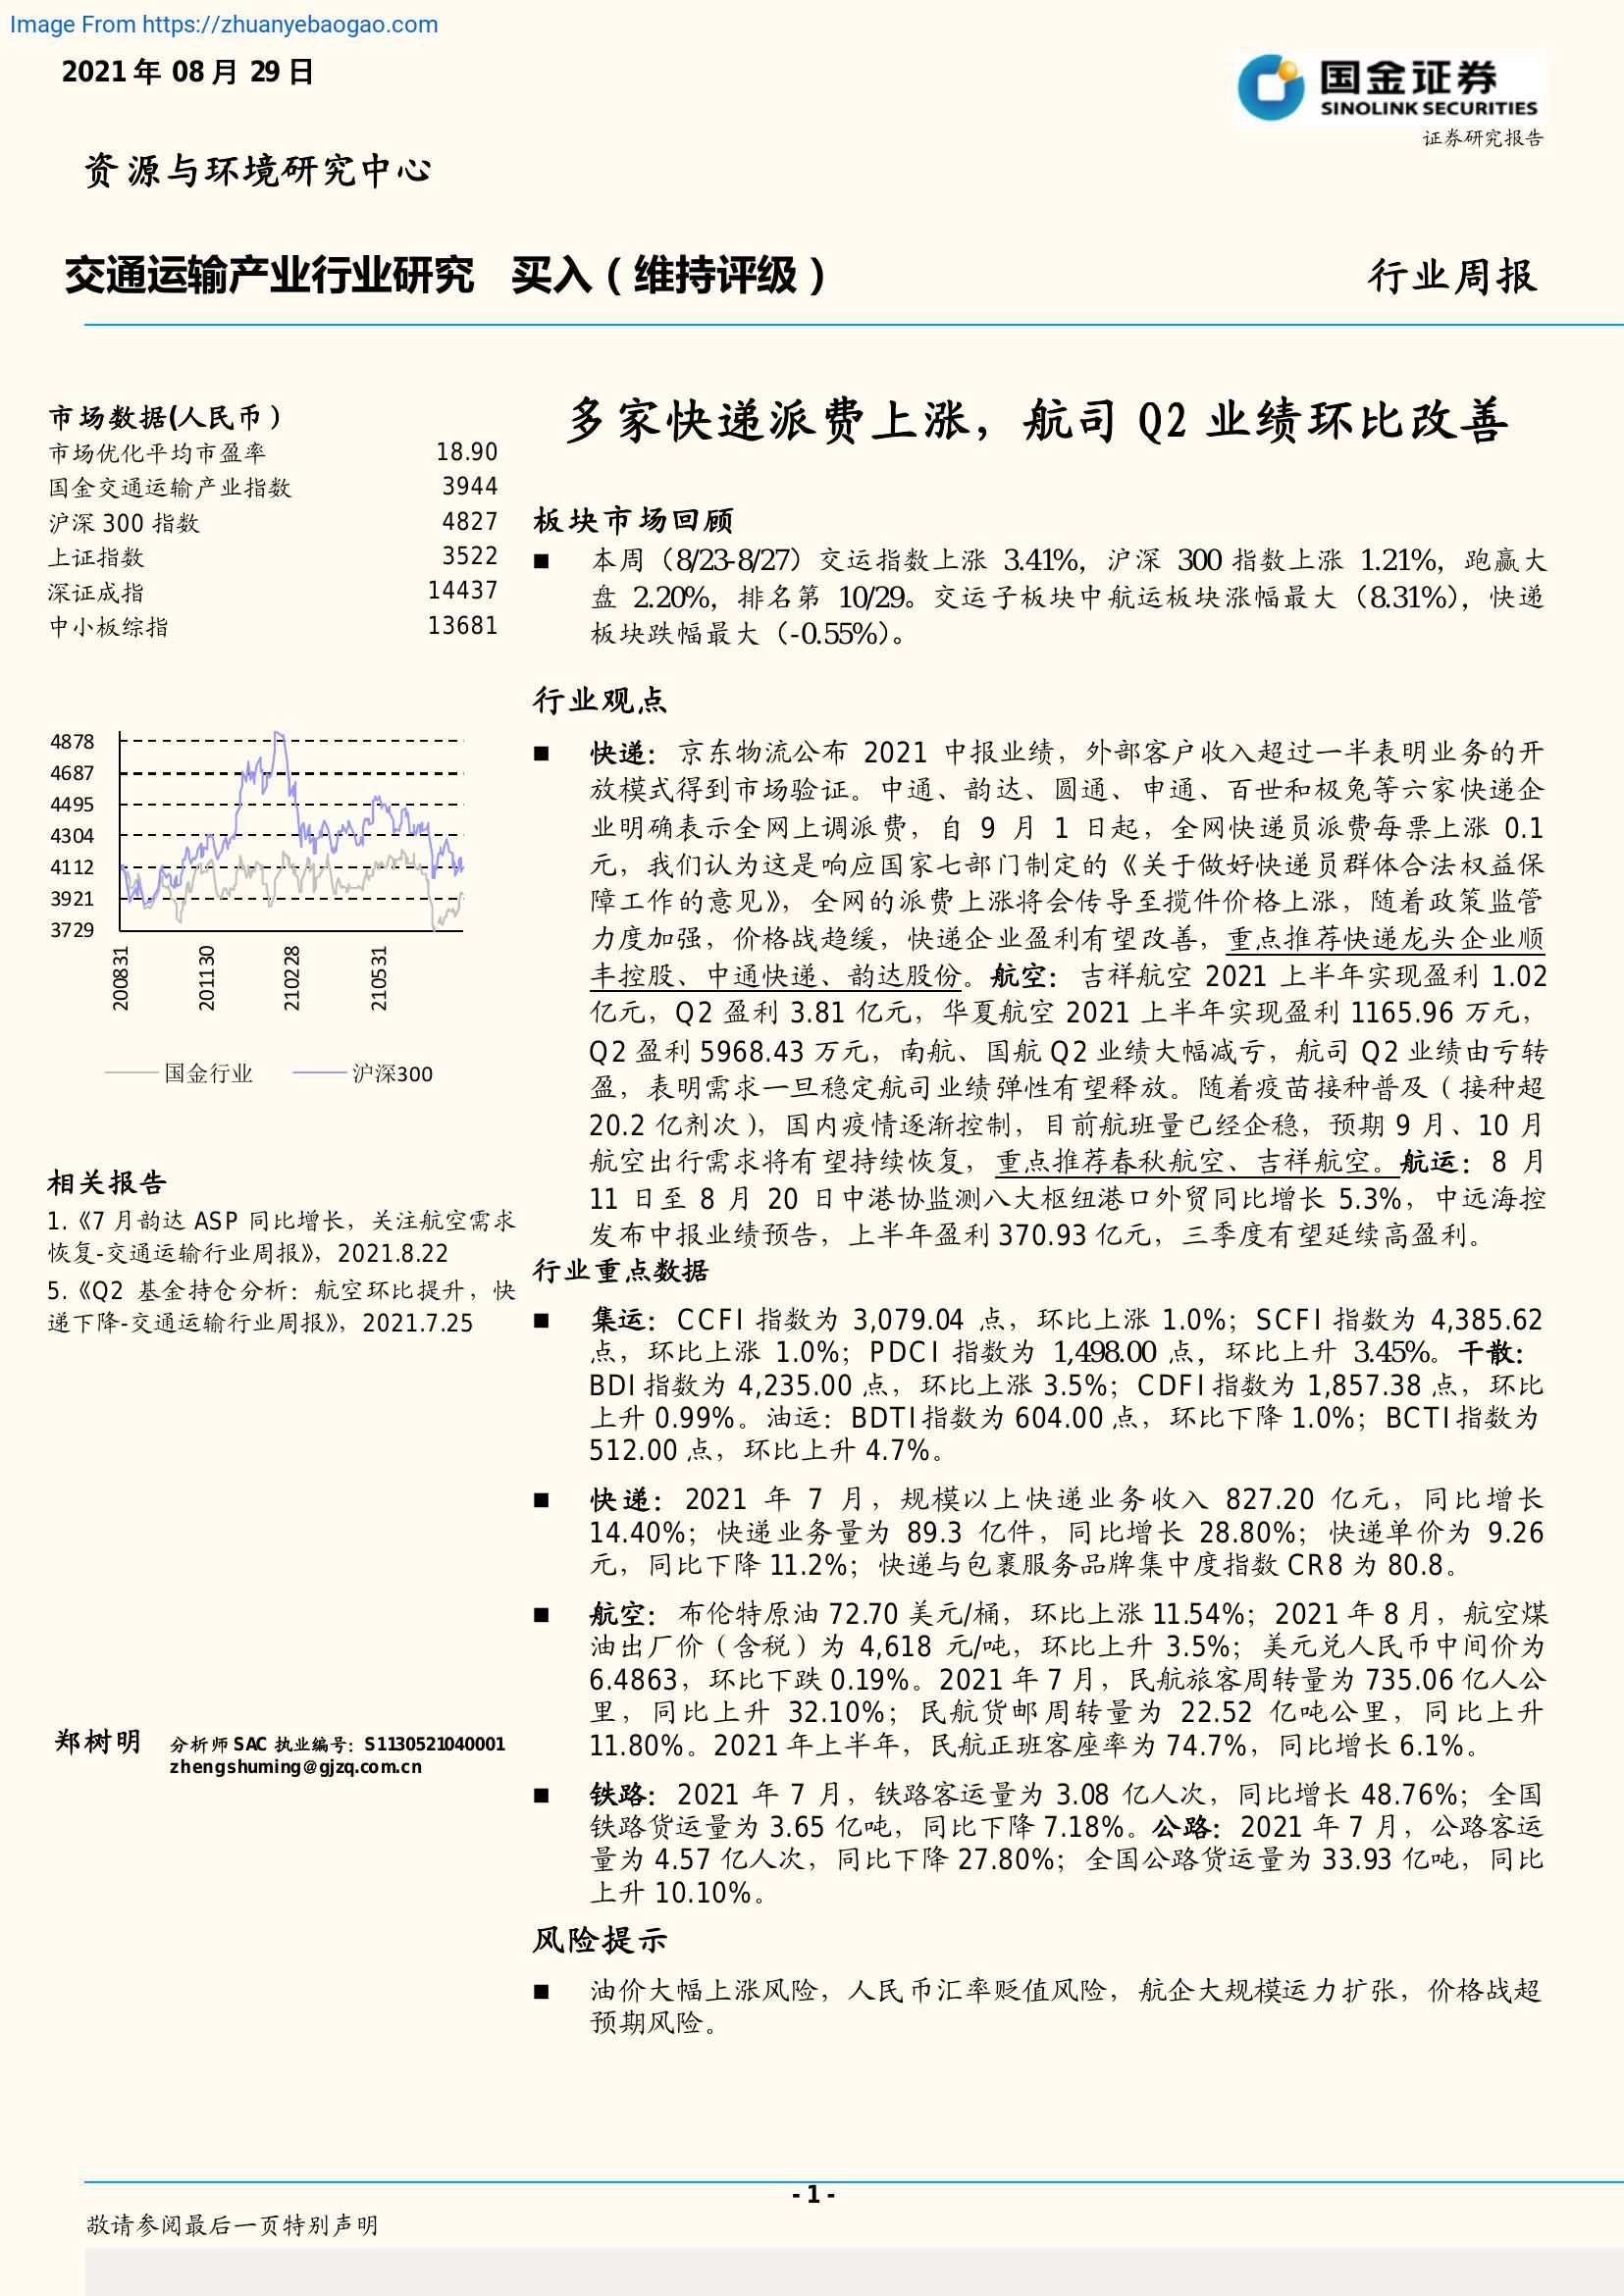 Image From https://zhuanyebaogao.com
2021 年 08 月 29 日
国金证券
SINOLINK SECURITIES
证券研究报告
资源与环境研究中心
交通运输产业行业研究 买入（维持评级）
行业周报
市场数据(人民币）
市场优化平均市盈率 18.90
国金交通运输产业指数 3944
沪深 300 指数 4827
上证指数 3522
深证成指 14437
中小板综指 13681
4878
4687
4495
4304
4112
3921
3729
200831
201130
210228
210531
国金行业 沪深300
相关报告
1.《7 月韵达 ASP 同比增长，关注航空需求
恢复-交通运输行业周报》，2021.8.22
5.《Q2 基金持仓分析：航空环比提升，快
递下降-交通运输行业周报》，2021.7.25
郑树明 分析师 SAC 执业编号：S1130521040001
zhengshuming@gjzq.com.cn
多家快递派费上涨，航司 Q2 业绩环比改善
板块市场回顾
■ 本周（8/23-8/27）交运指数上涨 3.41%，沪深 300 指数上涨 1.21%，跑赢大
盘 2.20%，排名第 10/29。交运子板块中航运板块涨幅最大（8.31%），快递
板块跌幅最大（-0.55%）。
行业观点
■ 快递：京东物流公布 2021 中报业绩，外部客户收入超过一半表明业务的开
放模式得到市场验证。中通、韵达、圆通、申通、百世和极兔等六家快递企
业明确表示全网上调派费，自 9 月 1 日起，全网快递员派费每票上涨 0.1
元，我们认为这是响应国家七部门制定的《关于做好快递员群体合法权益保
障工作的意见》，全网的派费上涨将会传导至揽件价格上涨，随着政策监管
力度加强，价格战趋缓，快递企业盈利有望改善，重点推荐快递龙头企业顺
丰控股、中通快递、韵达股份。航空：吉祥航空 2021 上半年实现盈利 1.02
亿元，Q2 盈利 3.81 亿元，华夏航空 2021 上半年实现盈利 1165.96 万元，
Q2 盈利 5968.43 万元，南航、国航 Q2 业绩大幅减亏，航司 Q2 业绩由亏转
盈，表明需求一旦稳定航司业绩弹性有望释放。随着疫苗接种普及（接种超
20.2 亿剂次），国内疫情逐渐控制，目前航班量已经企稳，预期 9 月、10 月
航空出行需求将有望持续恢复，重点推荐春秋航空、吉祥航空。航运：8 月
11 日至 8 月 20 日中港协监测八大枢纽港口外贸同比增长 5.3%，中远海控
发布中报业绩预告，上半年盈利 370.93 亿元，三季度有望延续高盈利。
行业重点数据
■ 集运：CCFI 指数为 3,079.04 点，环比上涨 1.0%；SCFI 指数为 4,385.62
点，环比上涨 1.0%；PDCI 指数为 1,498.00 点，环比上升 3.45%。干散：
BDI 指数为 4,235.00 点，环比上涨 3.5%；CDFI 指数为 1,857.38 点，环比
上升 0.99%。油运：BDTI 指数为 604.00 点，环比下降 1.0%；BCTI 指数为
512.00 点，环比上升 4.7%。
■ 快递：2021 年 7 月，规模以上快递业务收入 827.20 亿元，同比增长
14.40%；快递业务量为 89.3 亿件，同比增长 28.80%；快递单价为 9.26
元，同比下降 11.2%；快递与包裹服务品牌集中度指数 CR8 为 80.8。
■ 航空：布伦特原油 72.70 美元/桶，环比上涨 11.54%；2021 年 8 月，航空煤
油出厂价（含税）为 4,618 元/吨，环比上升 3.5%；美元兑人民币中间价为
6.4863，环比下跌 0.19%。2021 年 7 月，民航旅客周转量为 735.06 亿人公
里，同比上升 32.10%；民航货邮周转量为 22.52 亿吨公里，同比上升
11.80%。2021 年上半年，民航正班客座率为 74.7%，同比增长 6.1%。
■ 铁路：2021 年 7 月，铁路客运量为 3.08 亿人次，同比增长 48.76%；全国
铁路货运量为 3.65 亿吨，同比下降 7.18%。公路：2021 年 7 月，公路客运
量为 4.57 亿人次，同比下降 27.80%；全国公路货运量为 33.93 亿吨，同比
上升 10.10%。
风险提示
■ 油价大幅上涨风险，人民币汇率贬值风险，航企大规模运力扩张，价格战超
预期风险。
- 1 -
敬请参阅最后一页特别声明